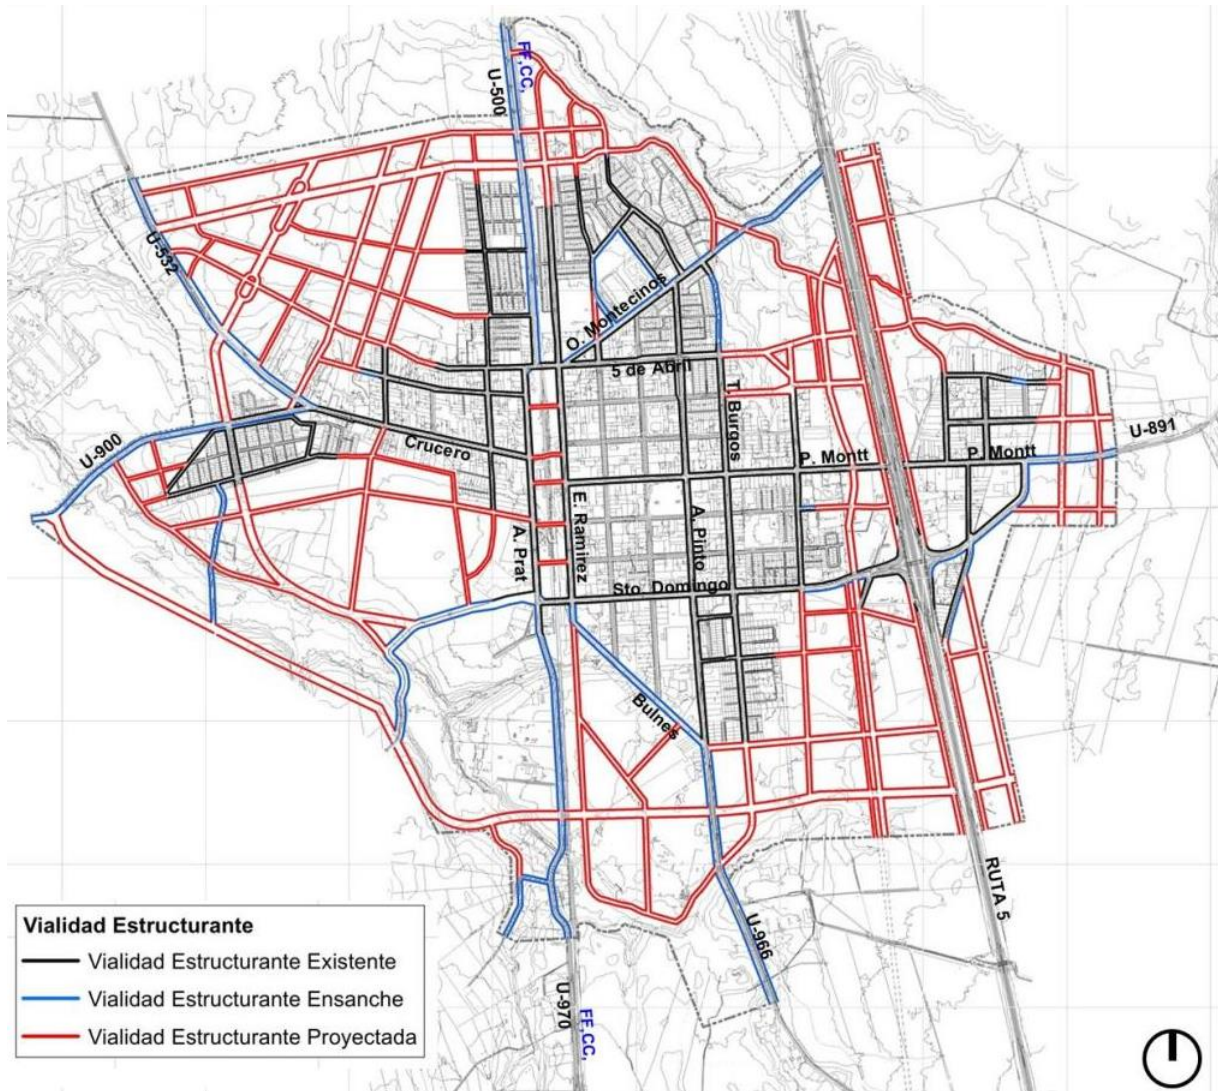 FF,CC,
U-500
U-532
O. Montecinos
5 de Abril
T. Burgos
U-900
Crucero
P. Montt
P. Montt
U-891
A. Prat
E. Ramirez
A. Pinto
Sto. Domingo
Bulnes
RUTA 5
U-966
U-970
FF,CC,
Vialidad Estructurante
Vialidad Estructurante Existente
Vialidad Estructurante Ensanche
Vialidad Estructurante Proyectada